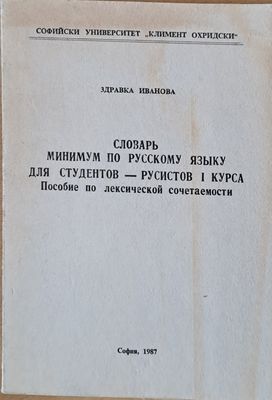 СОФИЙСКИ УНИВЕРСИТЕТ „КЛИМЕНТ ОХРИДСКИ“
ЗДРАВКА ИВАНОВА
СЛОВАРЬ
МИНИМУМ ПО РУССКОМУ ЯЗЫКУ
ДЛЯ СТУДЕНТОВ — РУСИСТОВ I КУРСА
Пособие по лексической сочетаемости
София, 1987